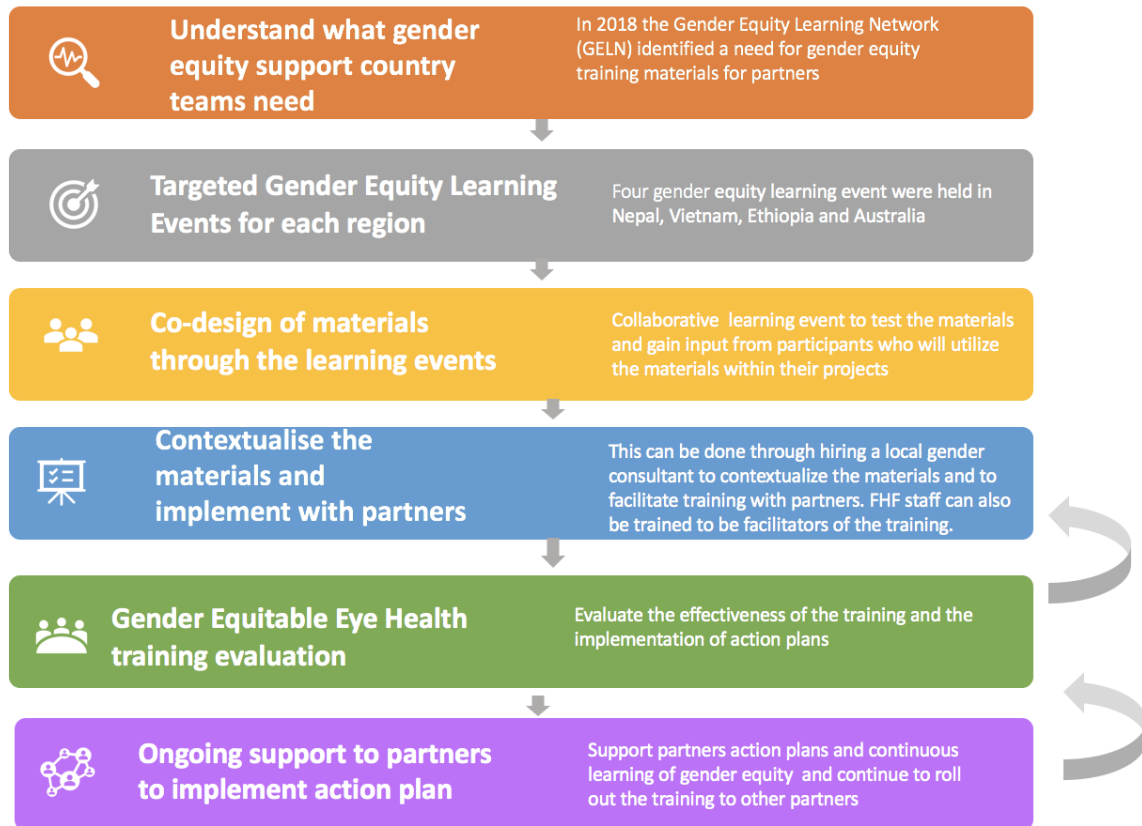 Understand what gender
equity support country
teams need
In 2018 the Gender Equity Learning Network
(GELN) identified a need for gender equity
training materials for partners
Targeted Gender Equity Learning
Events for each region
Four gender equity learning event were held in
Nepal, Vietnam, Ethiopia and Australia
Co-design of materials
through the learning events
Collaborative learning event to test the materials
and gain input from participants who will utilize
the materials within their projects
Contextualise the
materials and
implement with partners
This can be done through hiring a local gender
consultant to contextualize the materials and to
facilitate training with partners. FHF staff can also
be trained to be facilitators of the training.
Gender Equitable Eye Health
training evaluation
Evaluate the effectiveness of the training and the
implementation of action plans
Ongoing support to partners
to implement action plan
Support partners action plans and continuous
learning of gender equity and continue to roll
out the training to other partners